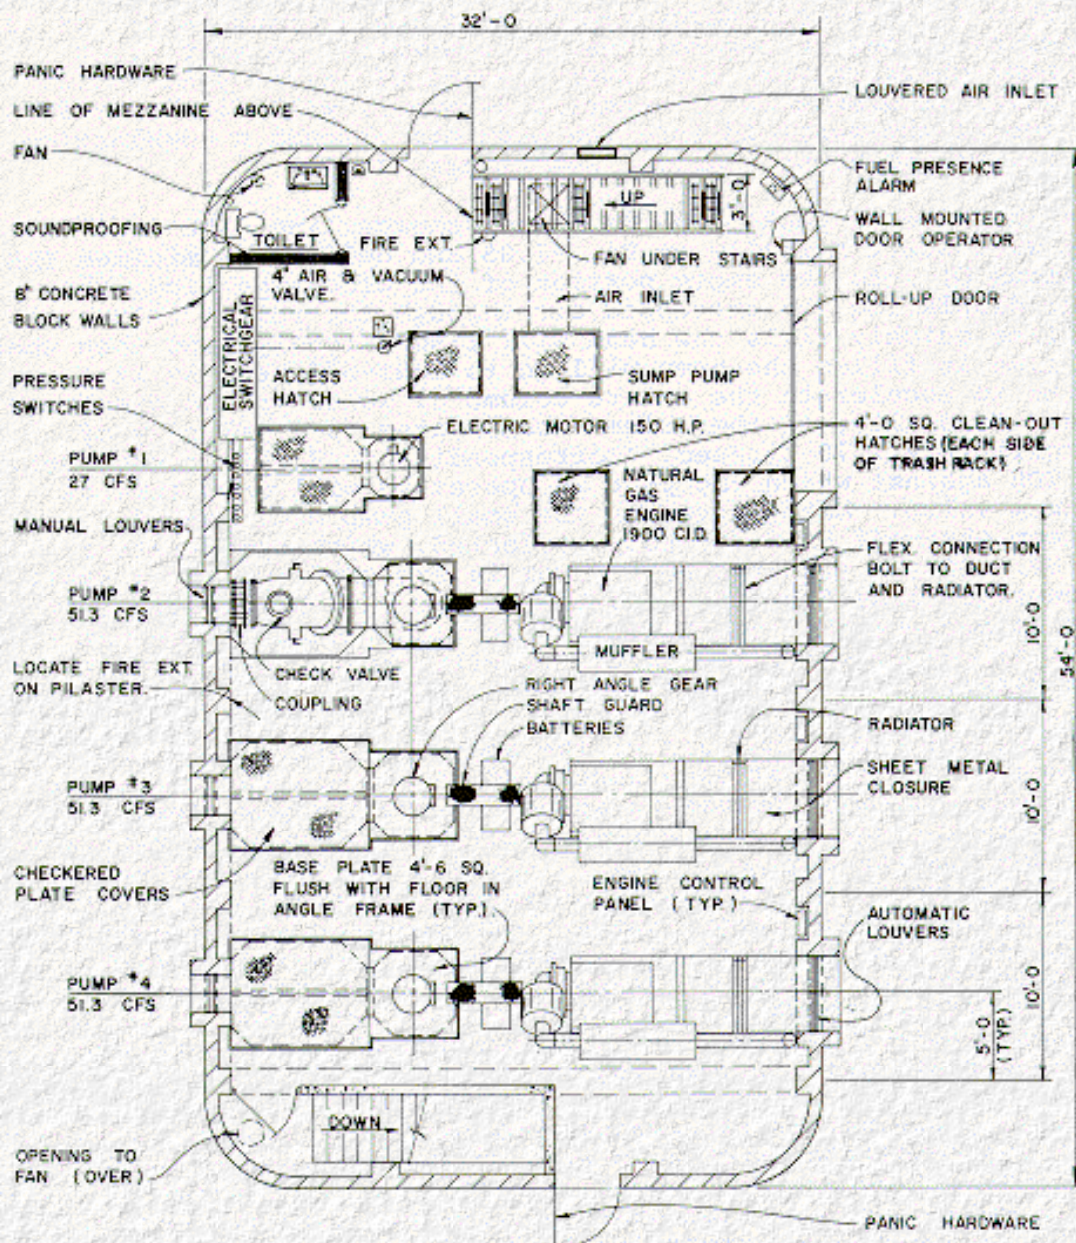 32'-0
PANIC HARDWARE
LINE OF MEZZANINE ABOVE
FAN
LOUVERED AIR INLET
FUEL PRESENCE
ALARM
UP
3'-0
SOUNDPROOFING
TOILET
FIRE EXT.
FAN UNDER STAIRS
WALL MOUNTED
DOOR OPERATOR
4" AIR & VACUUM
VALVE.
AIR INLET
ROLL-UP DOOR
8" CONCRETE
BLOCK WALLS
ELECTRICAL
SWITCHGEAR
ACCESS
HATCH
SUMP PUMP
HATCH
PRESSURE
SWITCHES
ELECTRIC MOTOR 150 H.P.
4'-0 SQ. CLEAN-OUT
HATCHES (EACH SIDE
OF TRASH RACK)
PUMP #1
27 CFS
NATURAL
GAS
ENGINE
1900 C.I.D.
MANUAL LOUVERS
FLEX. CONNECTION
BOLT TO DUCT
AND RADIATOR.
PUMP #2
51.3 CFS
10'-0
54'-0
MUFFLER
LOCATE FIRE EXT.
ON PILASTER.
CHECK VALVE
COUPLING
RIGHT ANGLE GEAR
SHAFT GUARD
BATTERIES
RADIATOR
PUMP #3
51.3 CFS
SHEET METAL
CLOSURE
10'-0
CHECKERED
PLATE COVERS
BASE PLATE 4'-6 SQ.
FLUSH WITH FLOOR IN
ANGLE FRAME (TYP.)
ENGINE CONTROL
PANEL (TYP.)
AUTOMATIC
LOUVERS
PUMP #4
51.3 CFS
10'-0
5'-0
(TYP.)
DOWN
OPENING TO
FAN (OVER)
PANIC HARDWARE